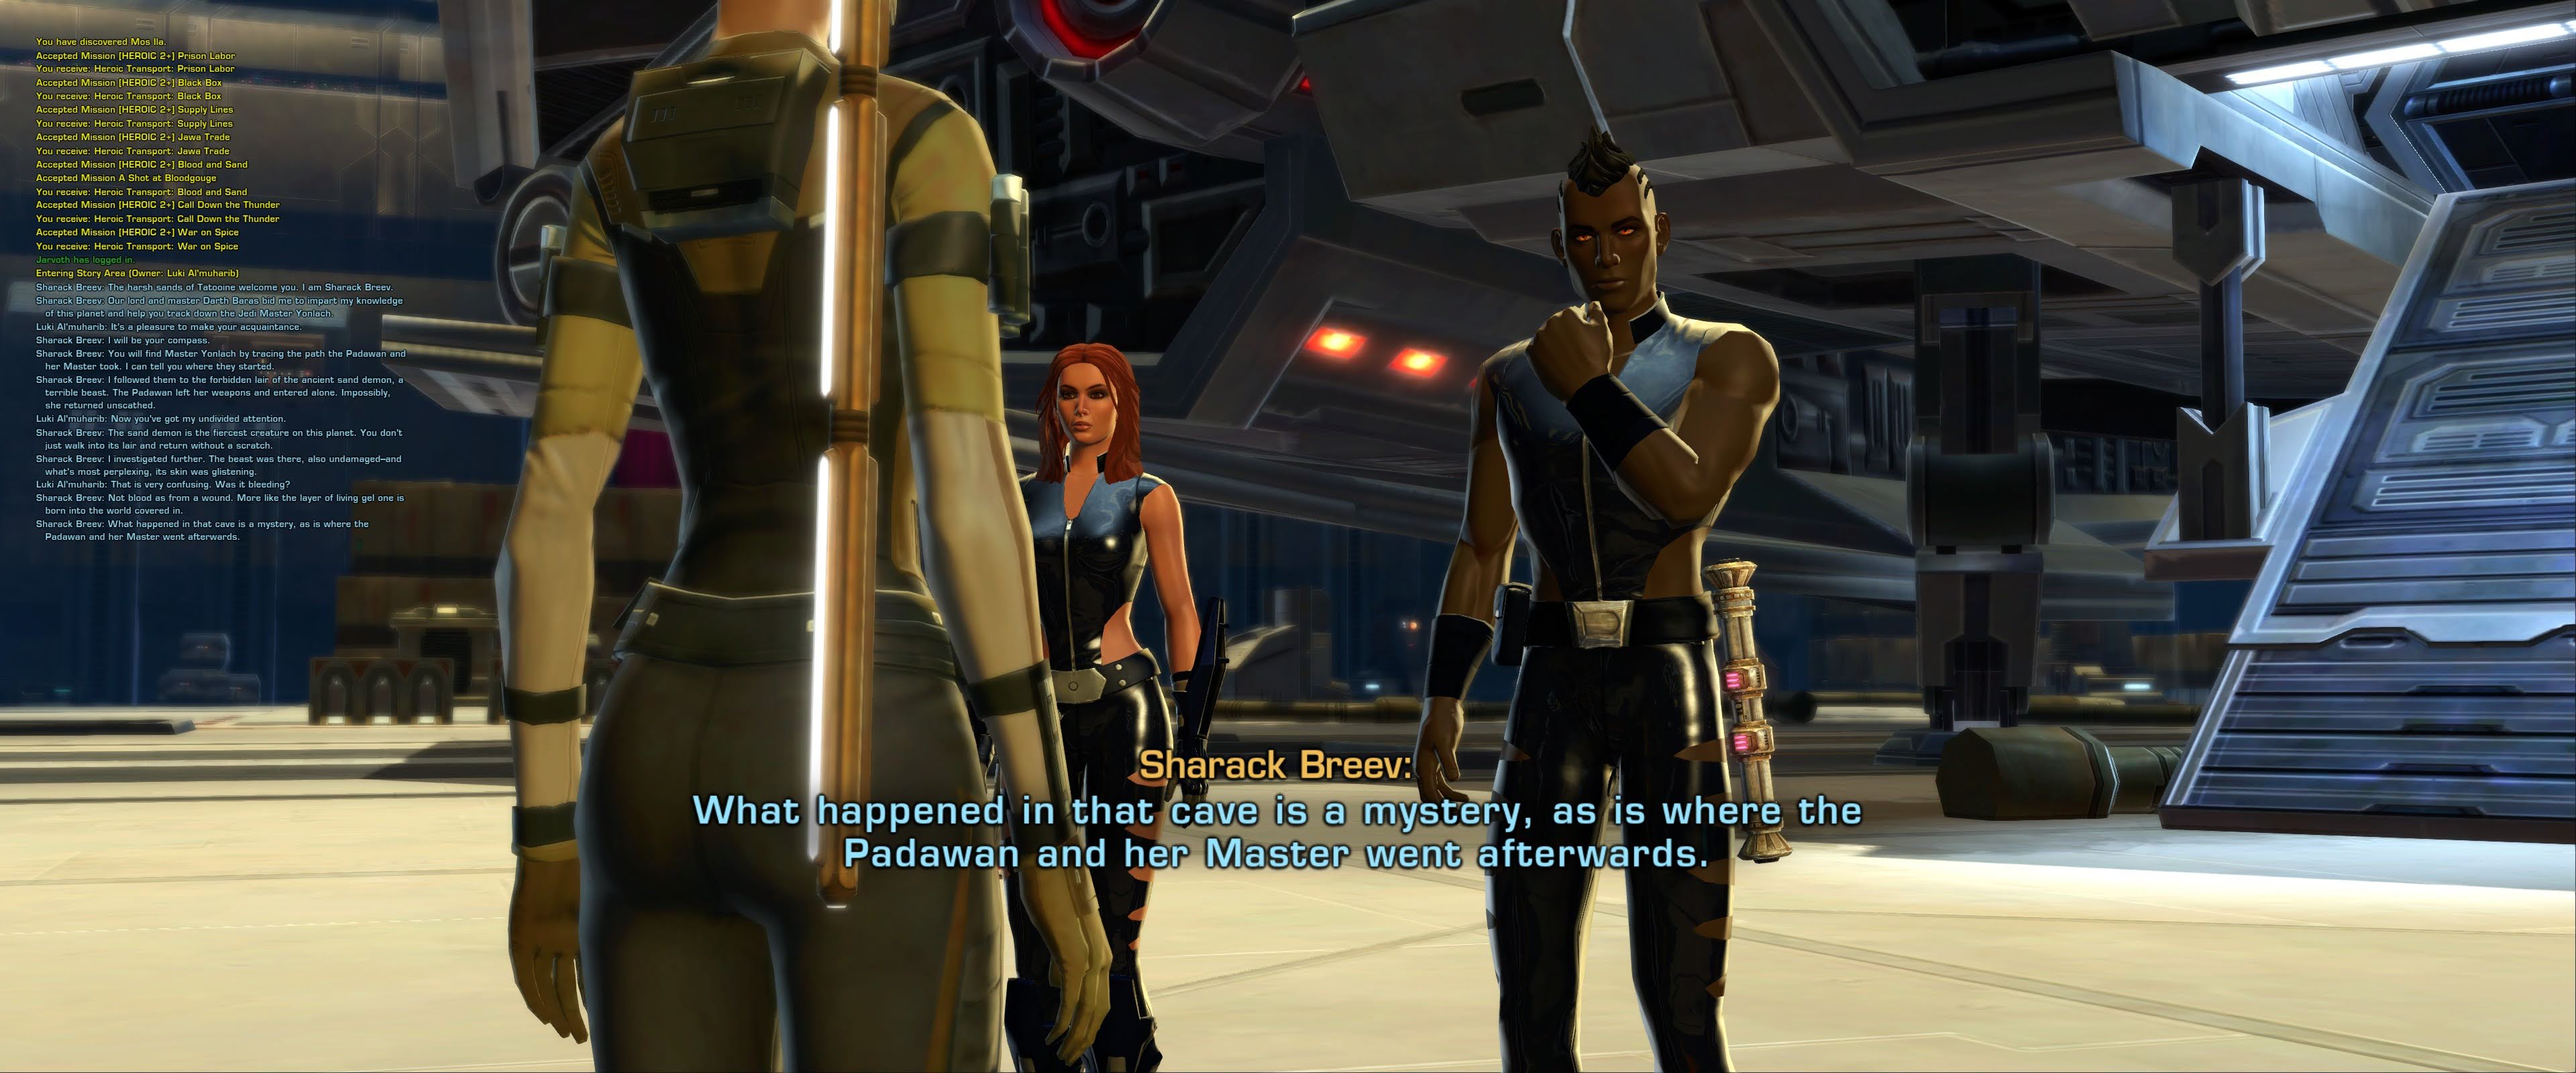 You have discovered Mos Ila.
Accepted Mission [HEROIC 2+] Prison Labor
You receive: Heroic Transport: Prison Labor
Accepted Mission [HEROIC 2+] Black Box
You receive: Heroic Transport: Black Box
Accepted Mission [HEROIC 2+] Supply Lines
You receive: Heroic Transport: Supply Lines
Accepted Mission [HEROIC 2+] Jawa Trade
You receive: Heroic Transport: Jawa Trade
Accepted Mission [HEROIC 2+] Blood and Sand
Accepted Mission A Shot at Bloodgouge
You receive: Heroic Transport: Blood and Sand
Accepted Mission [HEROIC 2+] Call Down the Thunder
You receive: Heroic Transport: Call Down the Thunder
Accepted Mission [HEROIC 2+] War on Spice
You receive: Heroic Transport: War on Spice
Jarvoth has logged in.
Entering Story Area (Owner: Luki Al'muharib)
Sharack Breev: The harsh sands of Tatooine welcome you. I am Sharack Breev.
Sharack Breev: Our lord and master Darth Baras bid me to impart my knowledge
of this planet and help you track down the Jedi Master Yonlach.
Luki Al'muharib: It's a pleasure to make your acquaintance.
Sharack Breev: I will be your compass.
Sharack Breev: You will find Master Yonlach by tracing the path the Padawan and
her Master took. I can tell you where they started.
Sharack Breev: I followed them to the forbidden lair of the ancient sand demon, a
terrible beast. The Padawan left her weapons and entered alone. Impossibly,
she returned unscathed.
Luki Al'muharib: Now you've got my undivided attention.
Sharack Breev: The sand demon is the fiercest creature on this planet. You don't
just walk into its lair and return without a scratch.
Sharack Breev: I investigated further. The beast was there, also undamaged—and
what's most perplexing, its skin was glistening.
Luki Al'muharib: That is very confusing. Was it bleeding?
Sharack Breev: Not blood as from a wound. More like the layer of living gel one is
born into the world covered in.
Sharack Breev: What happened in that cave is a mystery, as is where the
Padawan and her Master went afterwards.
Sharack Breev:
What happened in that cave is a mystery, as is where the
Padawan and her Master went afterwards.